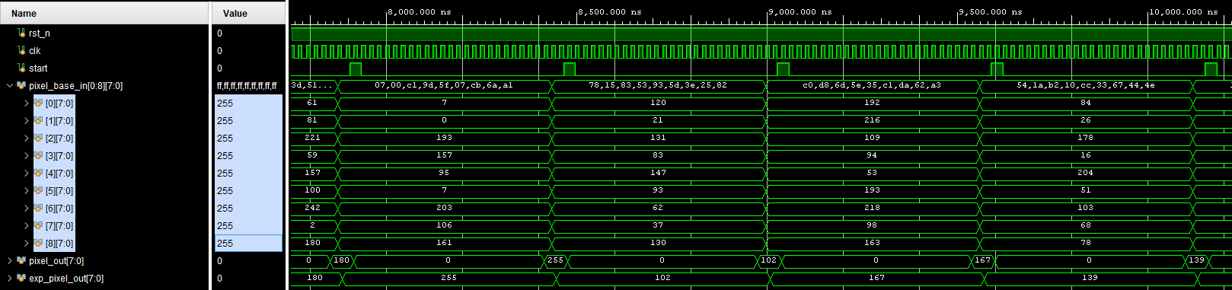 Name Value 8,000.000 ns 8,500.000 ns 9,000.000 ns 9,500.000 ns 10,000.000 ns
rst_n 0
clk 0
start 0
pixel_base_in[0:8][7:0] ff,ff,ff,ff,ff,ff,ff,ff,ff 3d,51... 07,00,c1,9d,5f,07,cb,6a,a1 78,15,83,53,93,5d,3e,25,82 c0,d8,6d,5e,35,c1,da,62,a3 54,1a,b2,10,cc,33,67,44,4e
[0][7:0] 255 61 7 120 192 84
[1][7:0] 255 81 0 21 216 26
[2][7:0] 255 221 193 131 109 178
[3][7:0] 255 59 157 83 94 16
[4][7:0] 255 157 95 147 53 204
[5][7:0] 255 100 7 93 193 51
[6][7:0] 255 242 203 62 218 103
[7][7:0] 255 2 106 37 98 68
[8][7:0] 255 180 161 130 163 78
pixel_out[7:0] 0 0 180 0 255 0 102 0 167 0 139
exp_pixel_out[7:0] 0 180 255 102 167 139